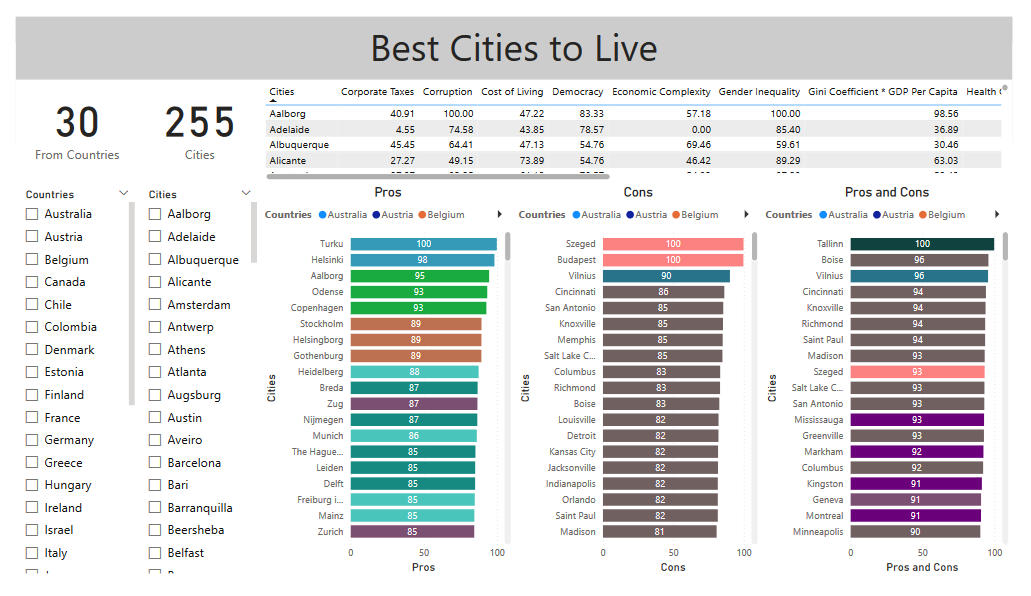 Best Cities to Live
30
From Countries
255
Cities
Cities Corporate Taxes Corruption Cost of Living Democracy Economic Complexity Gender Inequality Gini Coefficient * GDP Per Capita Health
Aalborg 40.91 100.00 47.22 83.33 57.18 100.00 98.56
Adelaide 4.55 74.58 43.85 78.57 0.00 85.40 36.89
Albuquerque 45.45 64.41 47.13 54.76 69.46 59.61 30.46
Alicante 27.27 49.15 73.89 54.76 46.42 89.29 63.03
Countries
Australia
Austria
Belgium
Canada
Chile
Colombia
Denmark
Estonia
Finland
France
Germany
Greece
Hungary
Ireland
Israel
Italy
Cities
Aalborg
Adelaide
Albuquerque
Alicante
Amsterdam
Antwerp
Athens
Atlanta
Augsburg
Austin
Aveiro
Barcelona
Bari
Barranquilla
Beersheba
Belfast
Pros
Countries Australia Austria Belgium
Cities
Turku 100
Helsinki 98
Aalborg 95
Odense 93
Copenhagen 93
Stockholm 89
Helsingborg 89
Gothenburg 89
Heidelberg 88
Breda 87
Zug 87
Nijmegen 87
Munich 86
The Hague... 85
Leiden 85
Delft 85
Freiburg i... 85
Mainz 85
Zurich 85
0 50 100
Pros
Cons
Countries Australia Austria Belgium
Cities
Szeged 100
Budapest 100
Vilnius 90
Cincinnati 86
San Antonio 85
Knoxville 85
Memphis 85
Salt Lake C... 85
Columbus 83
Richmond 83
Boise 83
Louisville 82
Detroit 82
Kansas City 82
Jacksonville 82
Indianapolis 82
Orlando 82
Saint Paul 82
Madison 81
0 50 100
Cons
Pros and Cons
Countries Australia Austria Belgium
Cities
Tallinn 100
Boise 96
Vilnius 96
Cincinnati 94
Knoxville 94
Richmond 94
Saint Paul 94
Madison 93
Szeged 93
Salt Lake C... 93
San Antonio 93
Mississauga 93
Greenville 93
Markham 92
Columbus 92
Kingston 91
Geneva 91
Montreal 91
Minneapolis 90
0 50 100
Pros and Cons